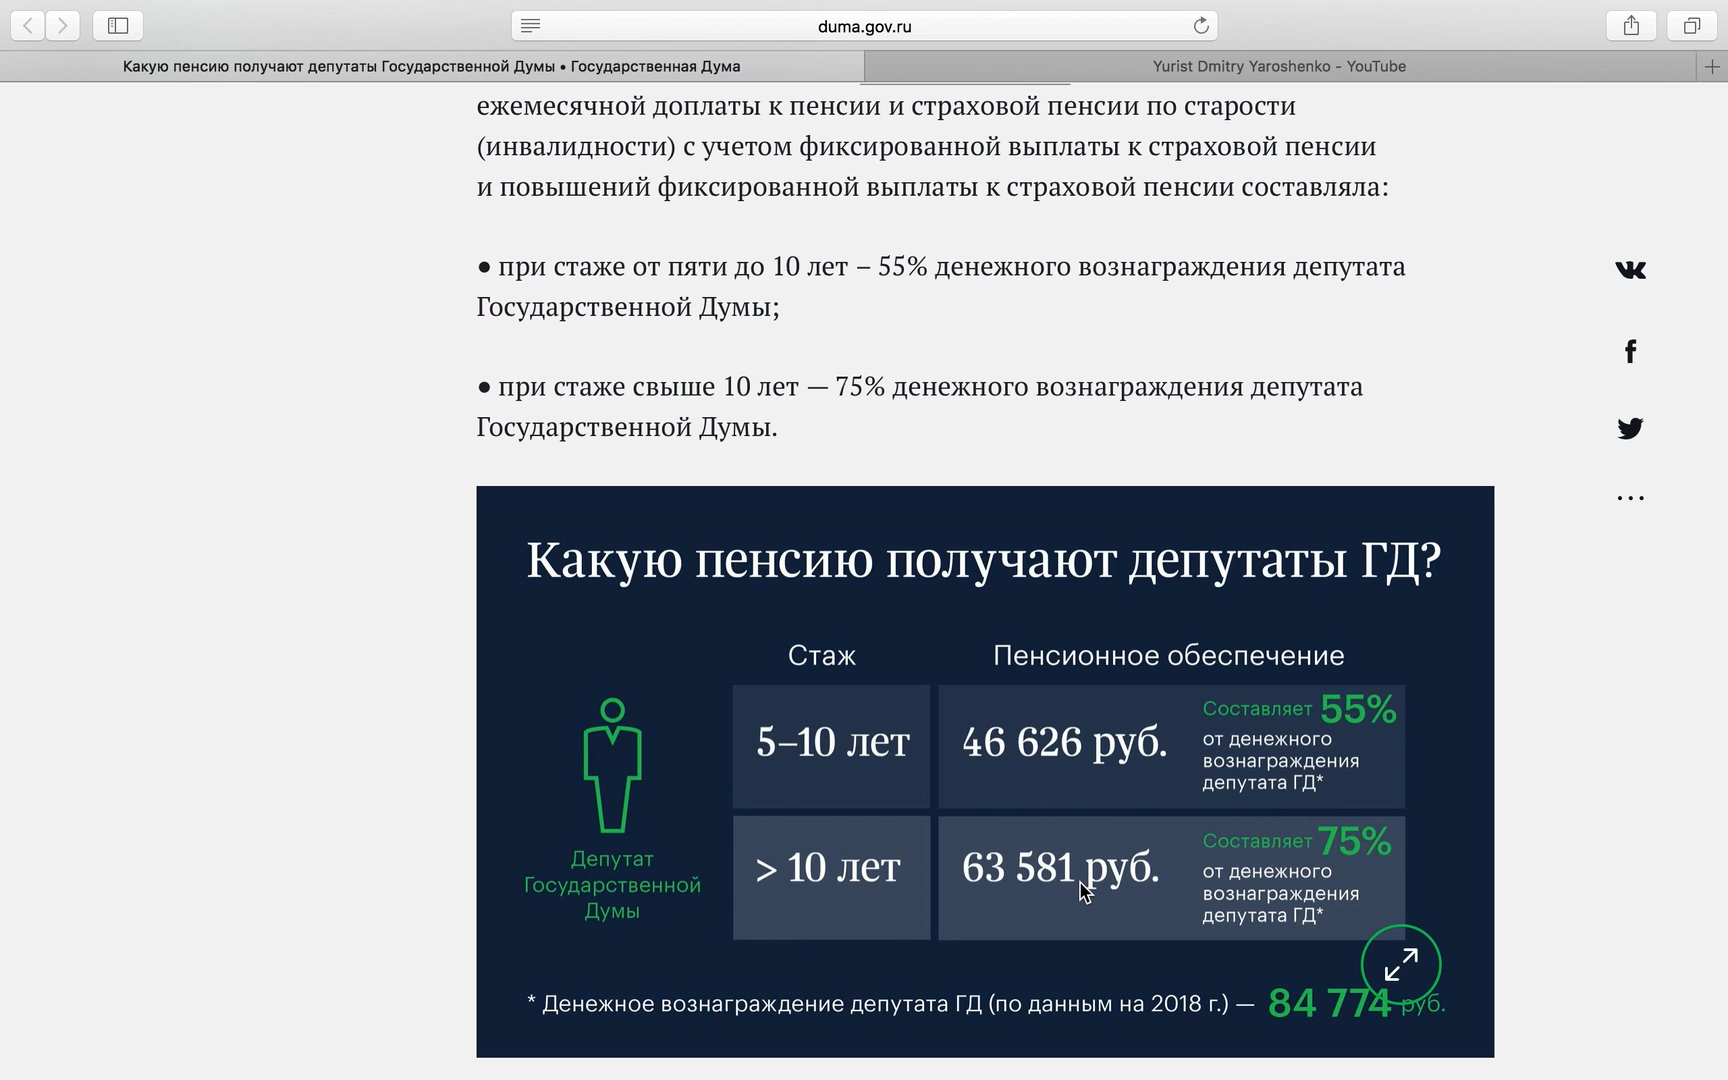 duma.gov.ru
Какую пенсию получают депутаты Государственной Думы • Государственная Дума
Yurist Dmitry Yaroshenko - YouTube
ежемесячной доплаты к пенсии и страховой пенсии по старости
(инвалидности) с учетом фиксированной выплаты к страховой пенсии
и повышений фиксированной выплаты к страховой пенсии составляла:
● при стаже от пяти до 10 лет – 55% денежного вознаграждения депутата
Государственной Думы;
● при стаже свыше 10 лет — 75% денежного вознаграждения депутата
Государственной Думы.
Какую пенсию получают депутаты ГД?
Стаж
Пенсионное обеспечение
5–10 лет
46 626 руб.
Составляет 55%
от денежного
вознаграждения
депутата ГД*
> 10 лет
63 581 руб.
Составляет 75%
от денежного
вознаграждения
депутата ГД*
Депутат
Государственной
Думы
* Денежное вознаграждение депутата ГД (по данным на 2018 г.) — 84 774 руб.